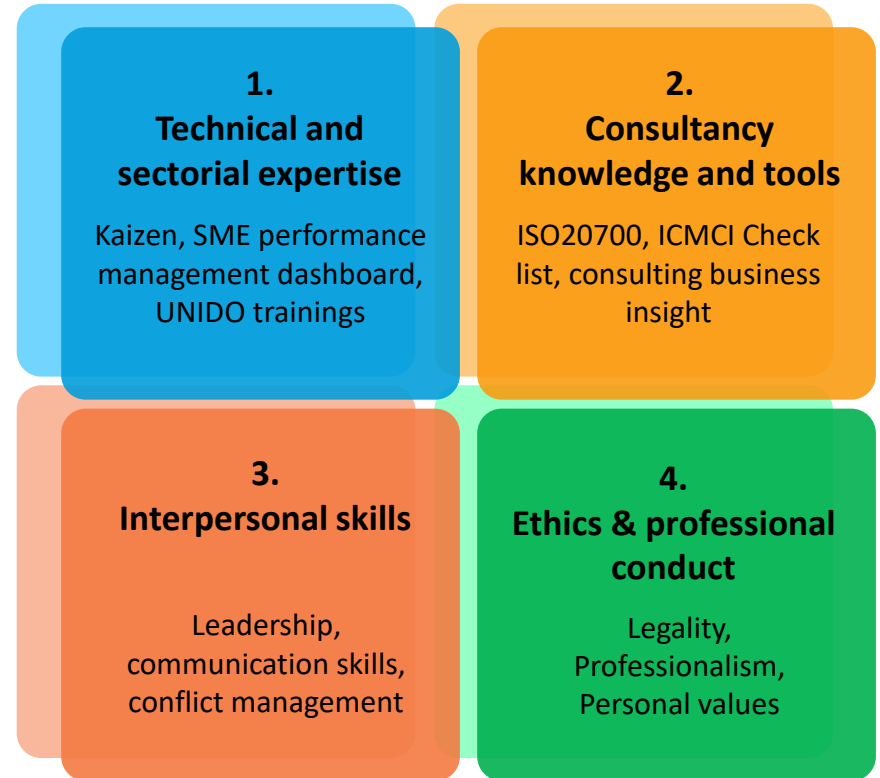 1.
Technical and
sectorial expertise
Kaizen, SME performance
management dashboard,
UNIDO trainings
2.
Consultancy
knowledge and tools
ISO20700, ICMCI Check
list, consulting business
insight
3.
Interpersonal skills
Leadership,
communication skills,
conflict management
4.
Ethics & professional
conduct
Legality,
Professionalism,
Personal values